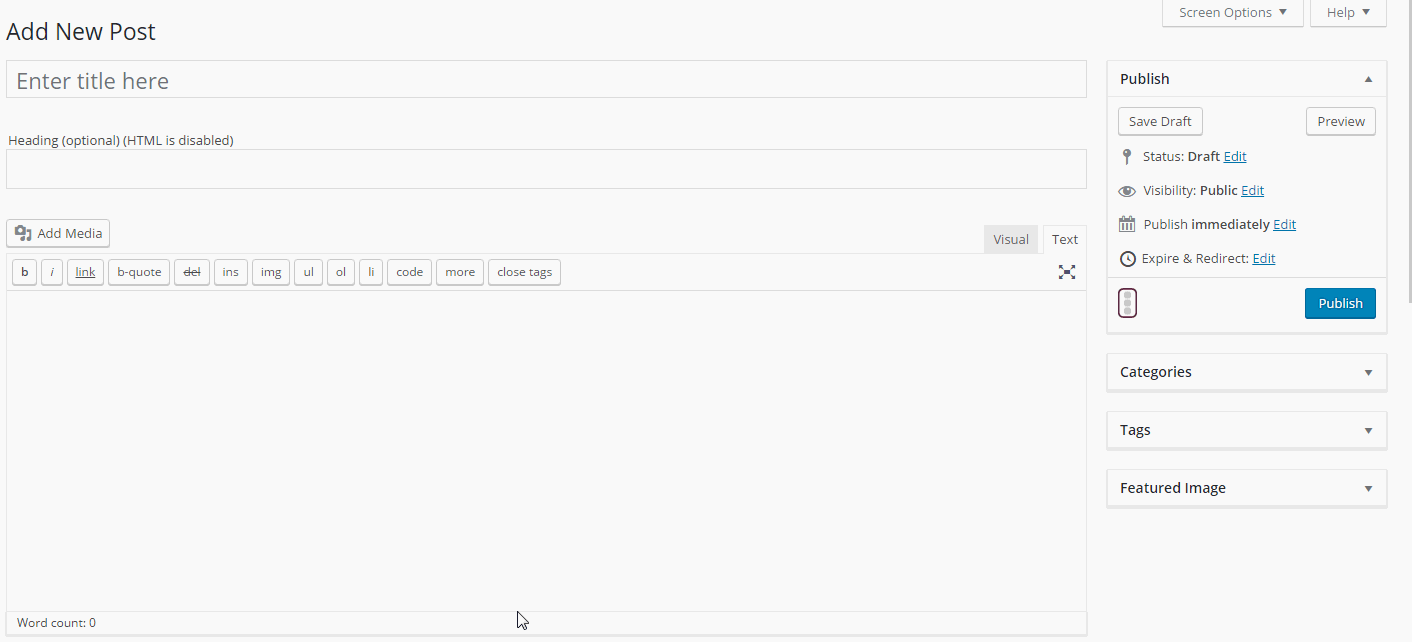 Screen Options Help
Add New Post
Enter title here
Heading (optional) (HTML is disabled)
Add Media
Visual Text
b i link b-quote del ins img ul ol li code more close tags
Word count: 0
Publish
Save Draft Preview
Status: Draft Edit
Visibility: Public Edit
Publish immediately Edit
Expire & Redirect: Edit
Publish
Categories
Tags
Featured Image